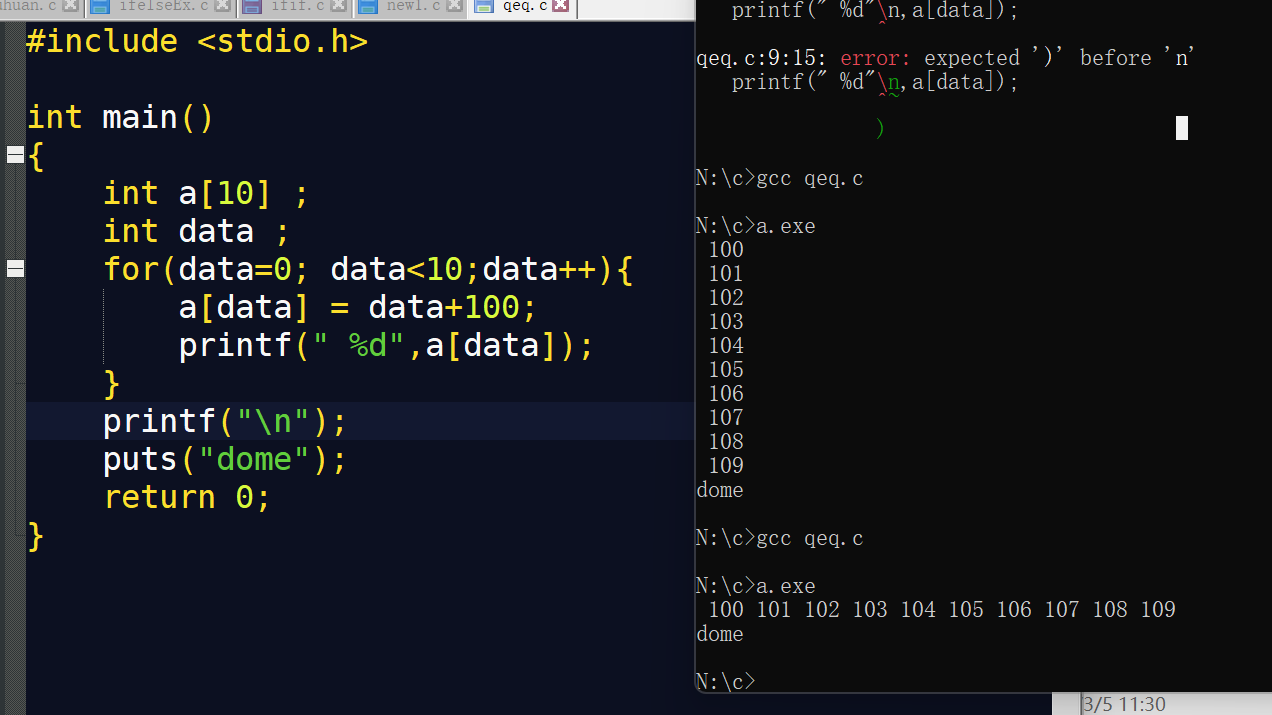 uhuan.c ifelseEx.c ifif.c new1.c qeq.c
#include <stdio.h>
int main()
{
int a[10] ;
int data ;
for(data=0; data<10;data++){
a[data] = data+100;
printf(" %d",a[data]);
}
printf("\n");
puts("dome");
return 0;
}
printf(" %d"\n,a[data]);
^
qeq.c:9:15: error: expected ')' before 'n'
printf(" %d"\n,a[data]);
^~
)
N:\c>gcc qeq.c
N:\c>a.exe
100
101
102
103
104
105
106
107
108
109
dome
N:\c>gcc qeq.c
N:\c>a.exe
100 101 102 103 104 105 106 107 108 109
dome
N:\c>
3/5 11:30